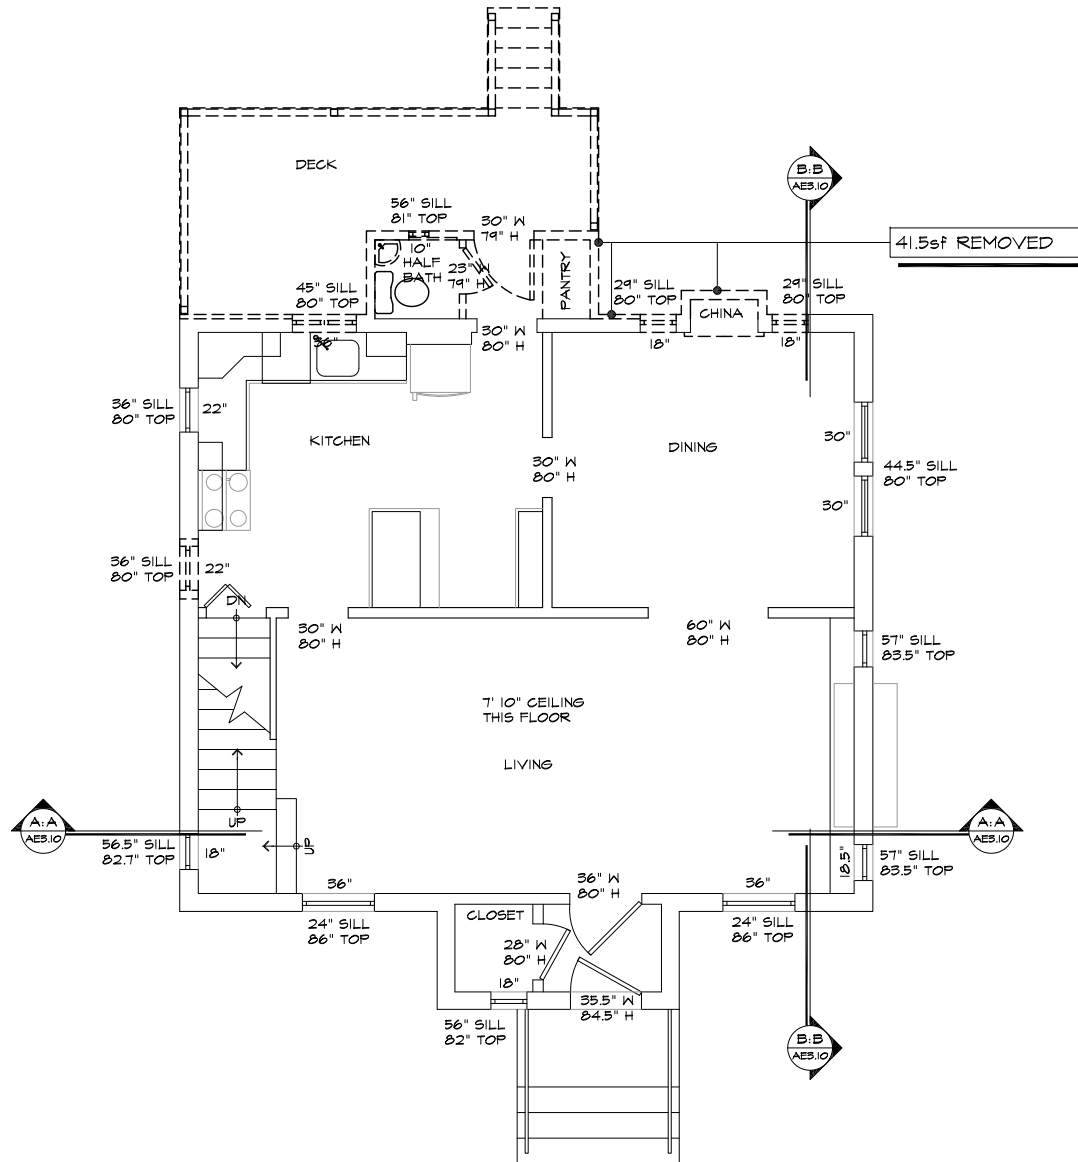 DECK
B:B
AE3.10
56" SILL
81" TOP
30" W
79" H
41.5sf REMOVED
10"
HALF
BATH
23" W
79" H
PANTRY
45" SILL
80" TOP
29" SILL
80" TOP
CHINA
29" SILL
80" TOP
36"
30" W
80" H
18"
18"
36" SILL
80" TOP
22"
KITCHEN
DINING
30"
30" W
80" H
44.5" SILL
80" TOP
30"
36" SILL
80" TOP
22"
DN
30" W
80" H
60" W
80" H
57" SILL
83.5" TOP
7' 10" CEILING
THIS FLOOR
LIVING
A:A
AE3.10
UP
A:A
AE3.10
56.5" SILL
82.7" TOP
18"
UP
18.5"
57" SILL
83.5" TOP
36"
36" W
80" H
36"
24" SILL
86" TOP
CLOSET
24" SILL
86" TOP
28" W
80" H
18"
35.5" W
84.5" H
56" SILL
82" TOP
B:B
AE3.10